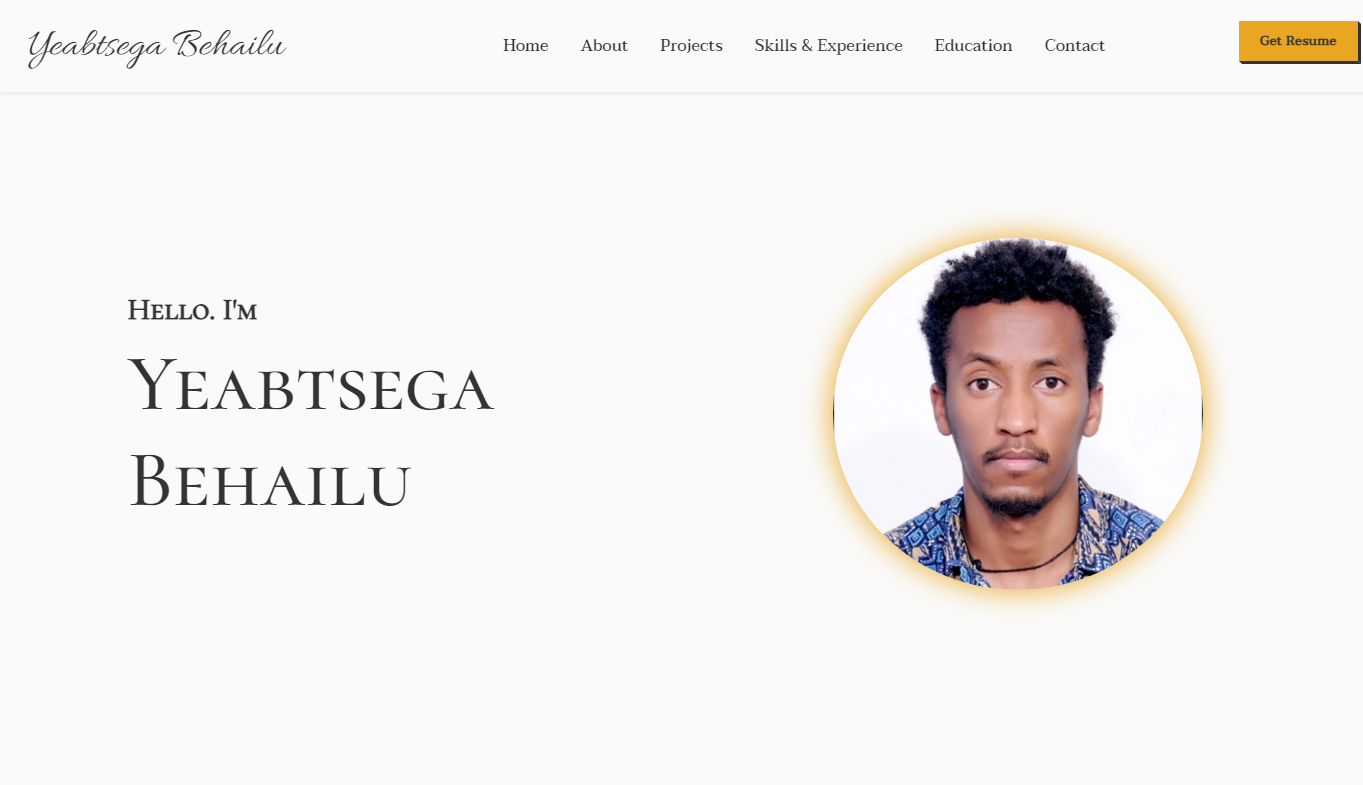 Yeabtsega Behailu
Home About Projects Skills & Experience Education Contact
Get Resume
Hello. I'm
Yeabtsega
Behailu